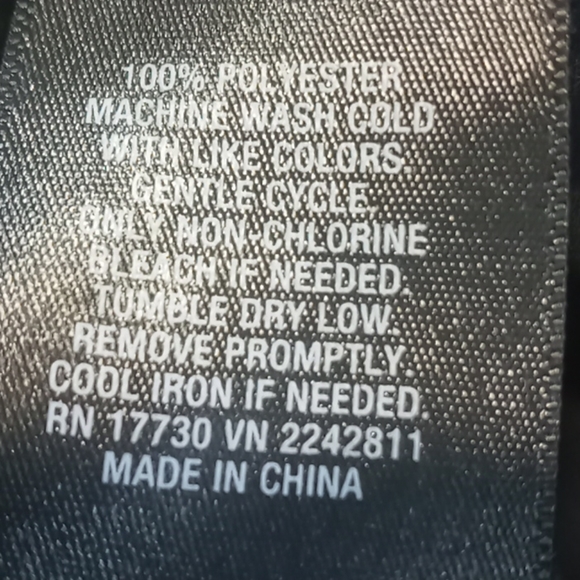 100% POLYESTER
MACHINE WASH COLD
WITH LIKE COLORS.
GENTLE CYCLE.
ONLY NON-CHLORINE
BLEACH IF NEEDED.
TUMBLE DRY LOW.
REMOVE PROMPTLY.
COOL IRON IF NEEDED.
RN 17730 VN 2242811
MADE IN CHINA